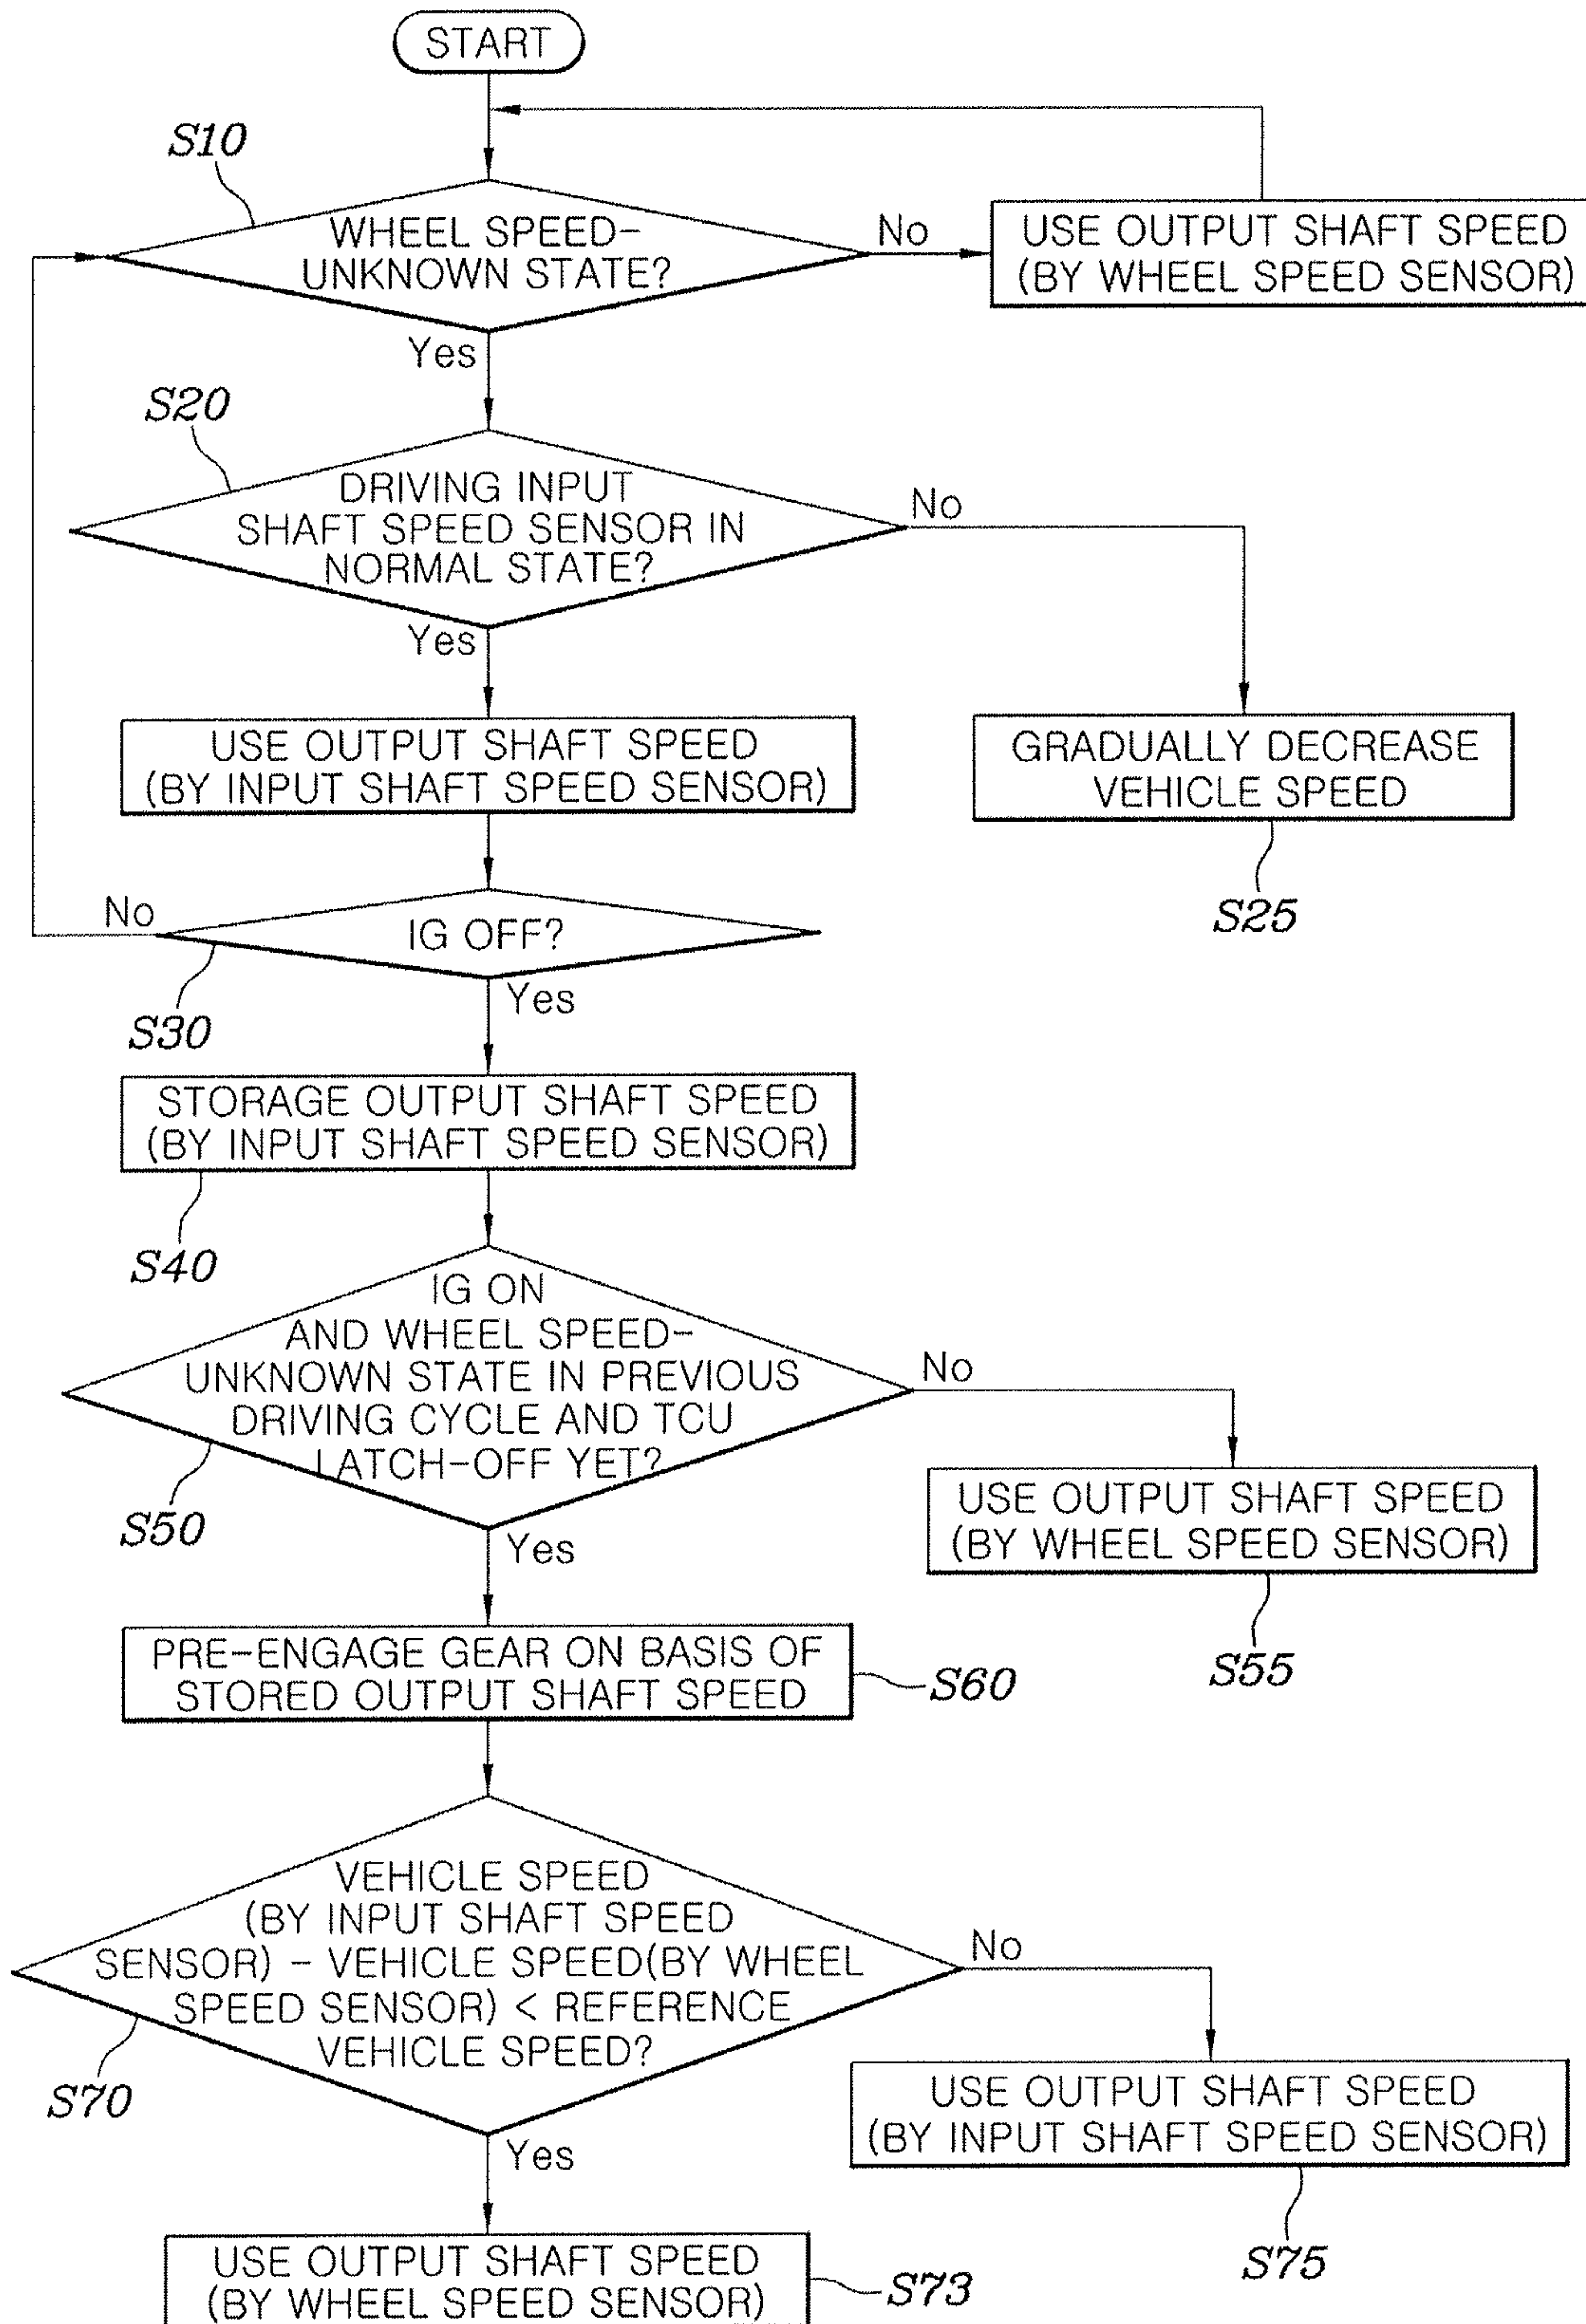 START
S10
WHEEL SPEED-
UNKNOWN STATE?
No
USE OUTPUT SHAFT SPEED
(BY WHEEL SPEED SENSOR)
Yes
S20
DRIVING INPUT
SHAFT SPEED SENSOR IN
NORMAL STATE?
No
Yes
USE OUTPUT SHAFT SPEED
(BY INPUT SHAFT SPEED SENSOR)
GRADUALLY DECREASE
VEHICLE SPEED
S25
No
IG OFF?
S30
Yes
STORAGE OUTPUT SHAFT SPEED
(BY INPUT SHAFT SPEED SENSOR)
S40
IG ON
AND WHEEL SPEED-
UNKNOWN STATE IN PREVIOUS
DRIVING CYCLE AND TCU
LATCH-OFF YET?
No
S50
Yes
USE OUTPUT SHAFT SPEED
(BY WHEEL SPEED SENSOR)
S55
PRE-ENGAGE GEAR ON BASIS OF
STORED OUTPUT SHAFT SPEED
S60
VEHICLE SPEED
(BY INPUT SHAFT SPEED
SENSOR) - VEHICLE SPEED(BY WHEEL
SPEED SENSOR) < REFERENCE
VEHICLE SPEED?
No
S70
Yes
USE OUTPUT SHAFT SPEED
(BY INPUT SHAFT SPEED SENSOR)
S75
USE OUTPUT SHAFT SPEED
(BY WHEEL SPEED SENSOR)
S73